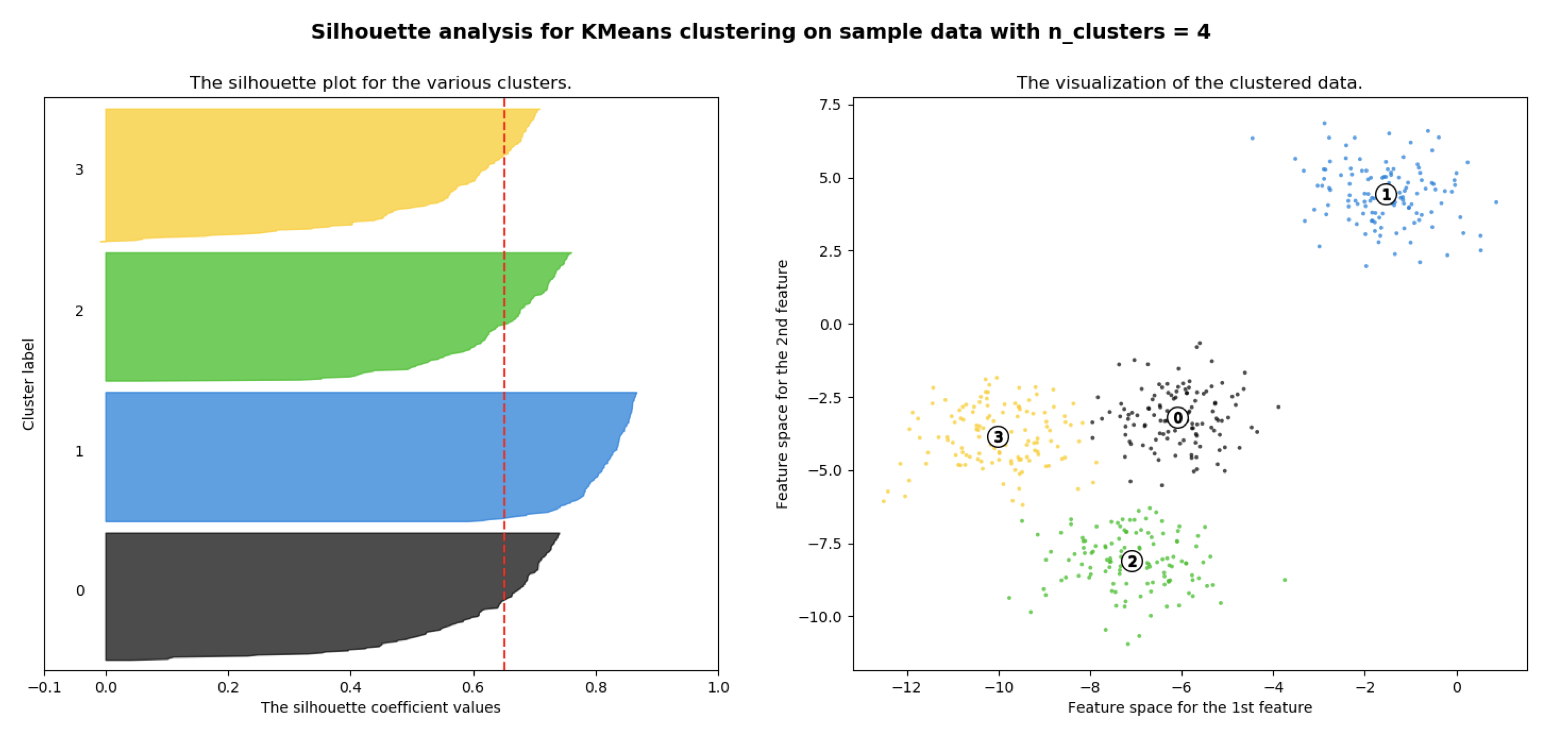 Silhouette analysis for KMeans clustering on sample data with n_clusters = 4
The silhouette plot for the various clusters.
3
2
1
0
Cluster label
−0.1 0.0 0.2 0.4 0.6 0.8 1.0
The silhouette coefficient values
The visualization of the clustered data.
7.5
5.0
2.5
0.0
−2.5
−5.0
−7.5
−10.0
Feature space for the 2nd feature
1
0
3
2
−12 −10 −8 −6 −4 −2 0
Feature space for the 1st feature